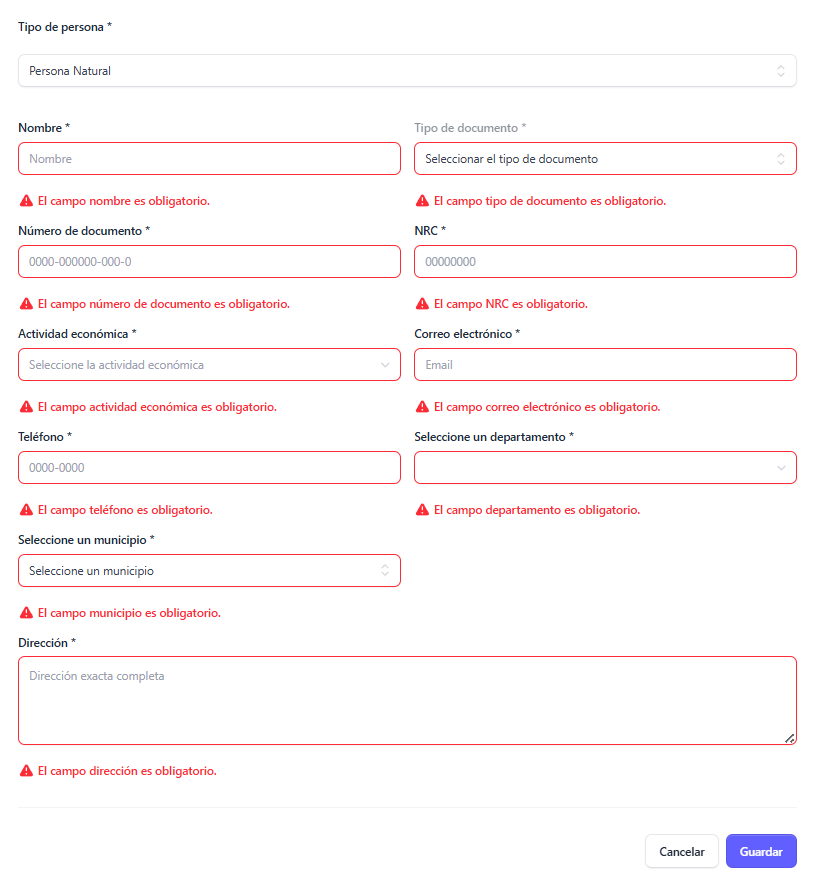 Tipo de persona *
Persona Natural
Nombre *
Tipo de documento *
Nombre
Seleccionar el tipo de documento
El campo nombre es obligatorio.
El campo tipo de documento es obligatorio.
Número de documento *
NRC *
0000-000000-000-0
00000000
El campo número de documento es obligatorio.
El campo NRC es obligatorio.
Actividad económica *
Correo electrónico *
Seleccione la actividad económica
Email
El campo actividad económica es obligatorio.
El campo correo electrónico es obligatorio.
Teléfono *
Seleccione un departamento *
0000-0000
El campo teléfono es obligatorio.
El campo departamento es obligatorio.
Seleccione un municipio *
Seleccione un municipio
El campo municipio es obligatorio.
Dirección *
Dirección exacta completa
El campo dirección es obligatorio.
Cancelar
Guardar